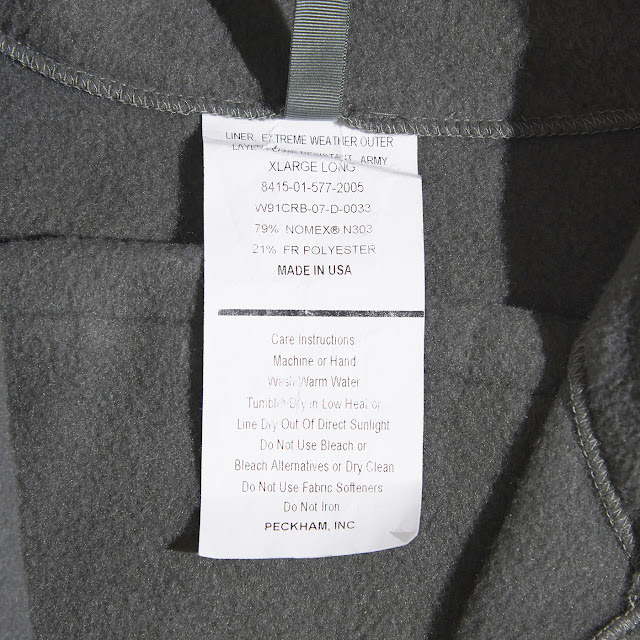 LINER, EXTREME WEATHER OUTER
LAYER, ARMY
XLARGE LONG
8415-01-577-2005
W91CRB-07-D-0033
79% NOMEX® N303
21% FR POLYESTER
MADE IN USA
Care Instructions
Machine or Hand
Wash Warm Water
Tumble Dry in Low Heat or
Line Dry Out Of Direct Sunlight
Do Not Use Bleach or
Bleach Alternatives or Dry Clean
Do Not Use Fabric Softeners
Do Not Iron
PECKHAM, INC